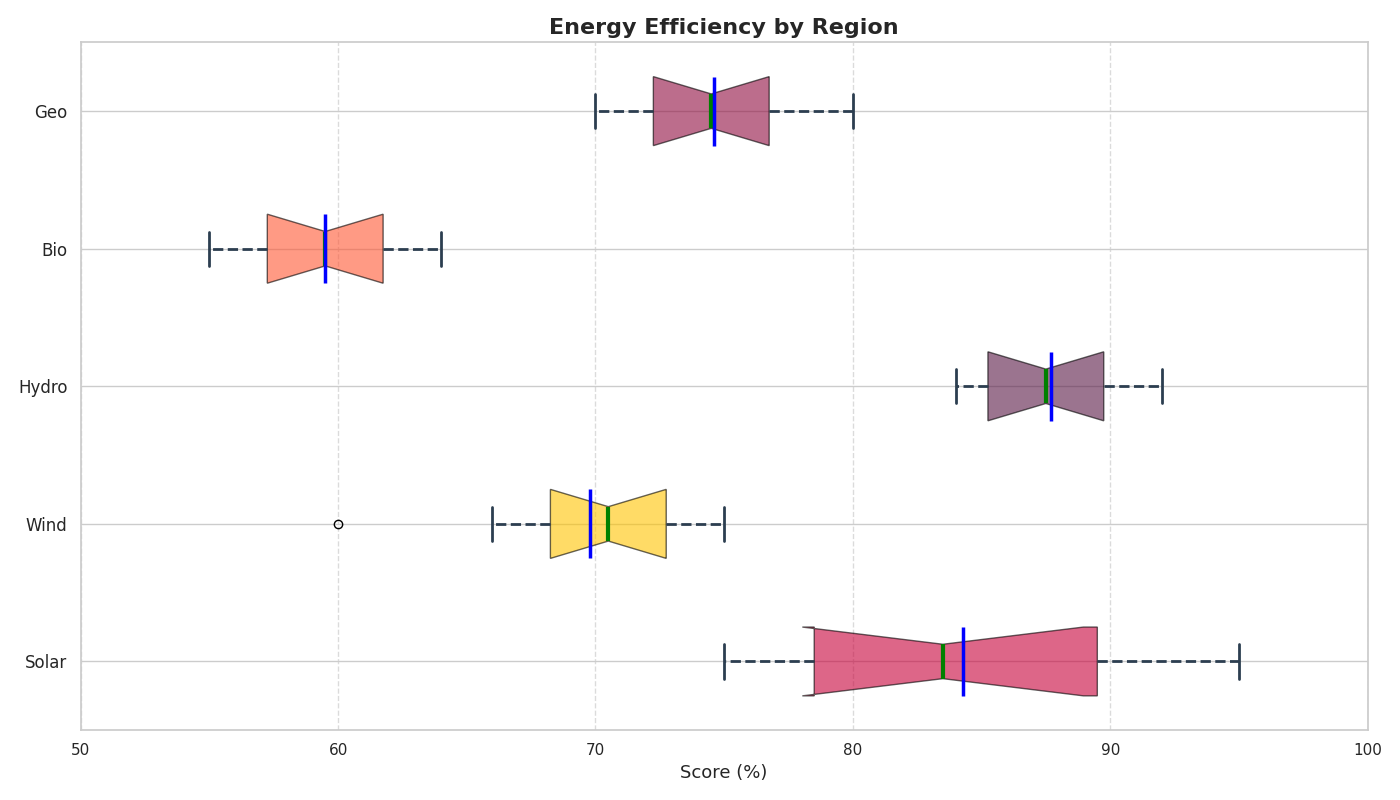 Energy Efficiency by Region
Geo
Bio
Hydro
Wind
Solar
50 60 70 80 90 100
Score (%)